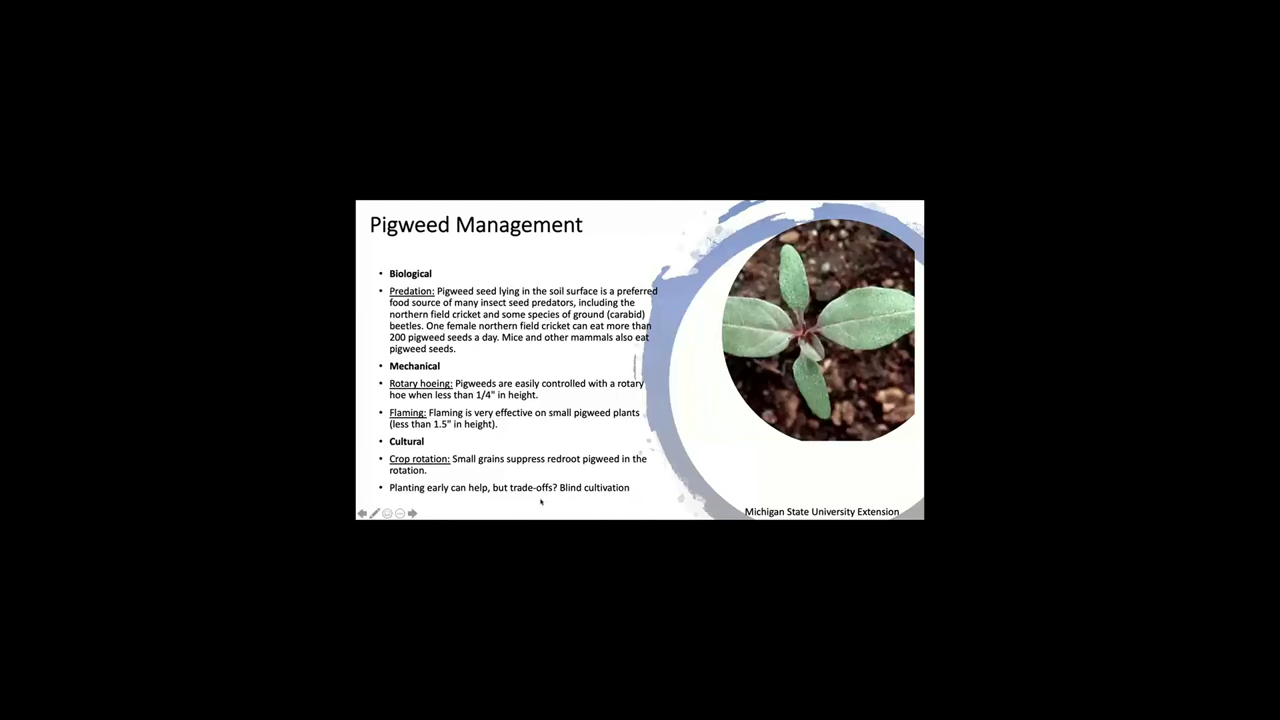 Pigweed Management
• Biological
• Predation: Pigweed seed lying in the soil surface is a preferred
food source of many insect seed predators, including the
northern field cricket and some species of ground (carabid)
beetles. One female northern field cricket can eat more than
200 pigweed seeds a day. Mice and other mammals also eat
pigweed seeds.
• Mechanical
• Rotary hoeing: Pigweeds are easily controlled with a rotary
hoe when less than 1/4" in height.
• Flaming: Flaming is very effective on small pigweed plants
(less than 1.5" in height).
• Cultural
• Crop rotation: Small grains suppress redroot pigweed in the
rotation.
• Planting early can help, but trade-offs? Blind cultivation
Michigan State University Extension